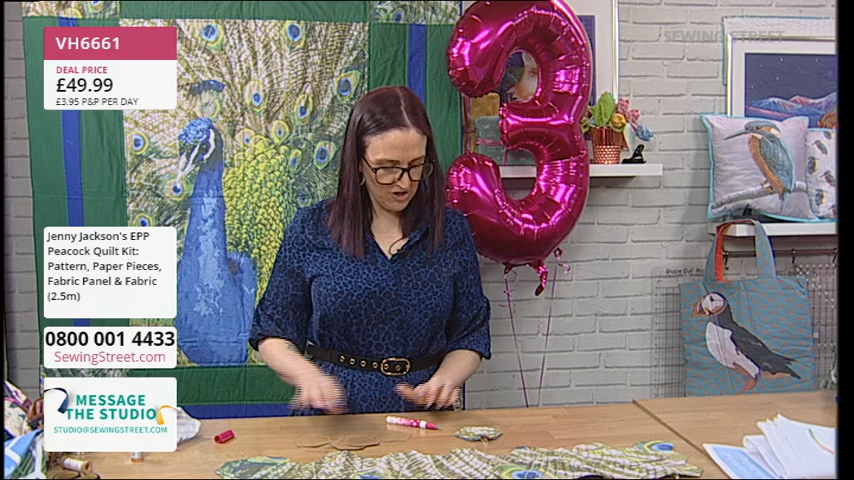 VH6661
DEAL PRICE
£49.99
£3.95 P&P PER DAY
SEWING STREET
Jenny Jackson's EPP
Peacock Quilt Kit:
Pattern, Paper Pieces,
Fabric Panel & Fabric
(2.5m)
0800 001 4433
SewingStreet.com
MESSAGE
THE STUDIO
STUDIO@SEWINGSTREET.COM
3